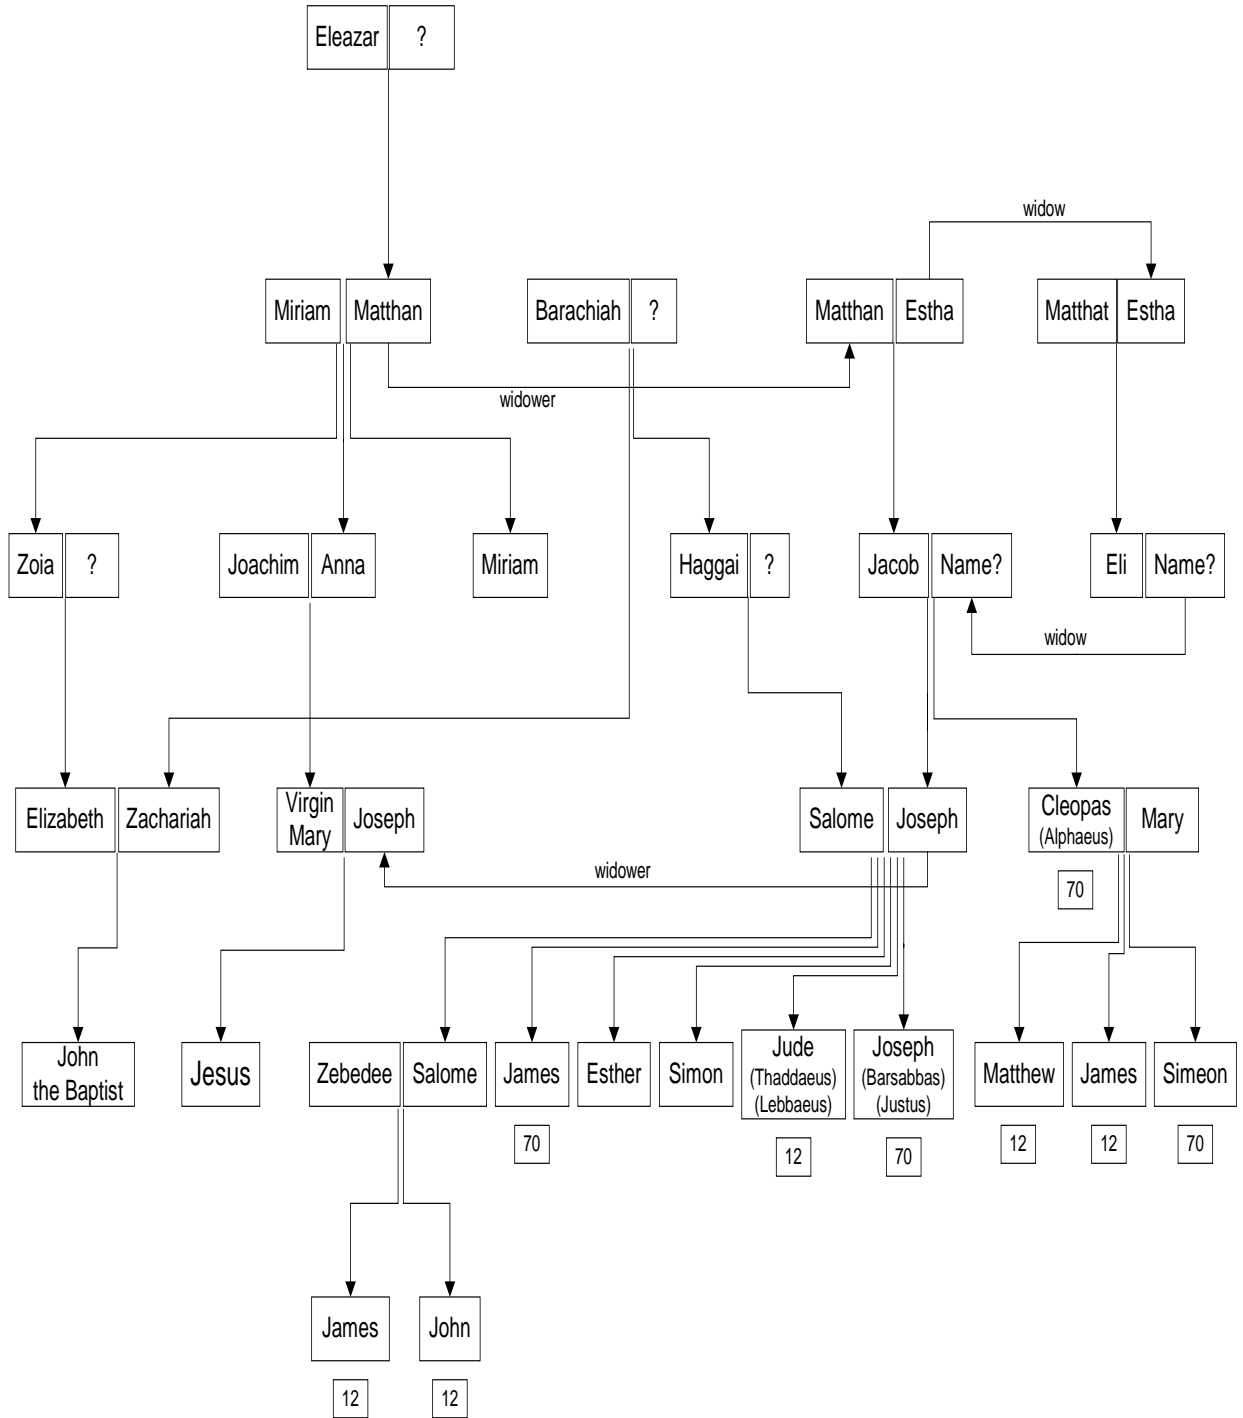 Eleazar ?
widow
Miriam Matthan Barachiah ? Matthan Estha Matthat Estha
widower
Zoia ? Joachim Anna Miriam Haggai ? Jacob Name? Eli Name?
widow
Elizabeth Zachariah Virgin Mary Joseph Salome Joseph Cleopas (Alphaeus) Mary
widower
70
John the Baptist Jesus Zebedee Salome James Esther Simon Jude (Thaddaeus) (Lebbaeus) Joseph (Barsabbas) (Justus) Matthew James Simeon
70 12 70 12 12 70
James John
12 12